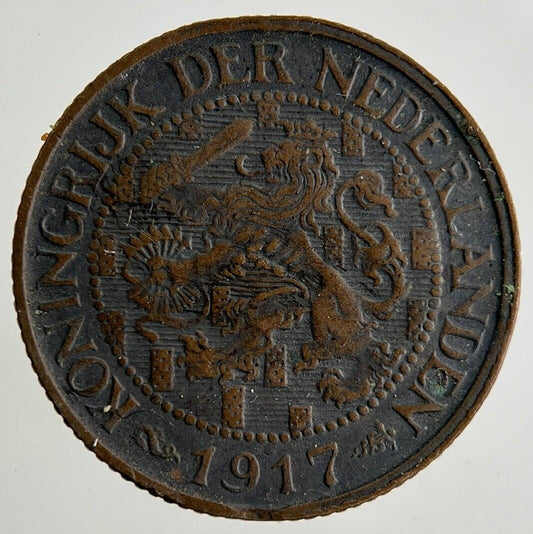 KONINGRIJK DER NEDERLANDEN
1917